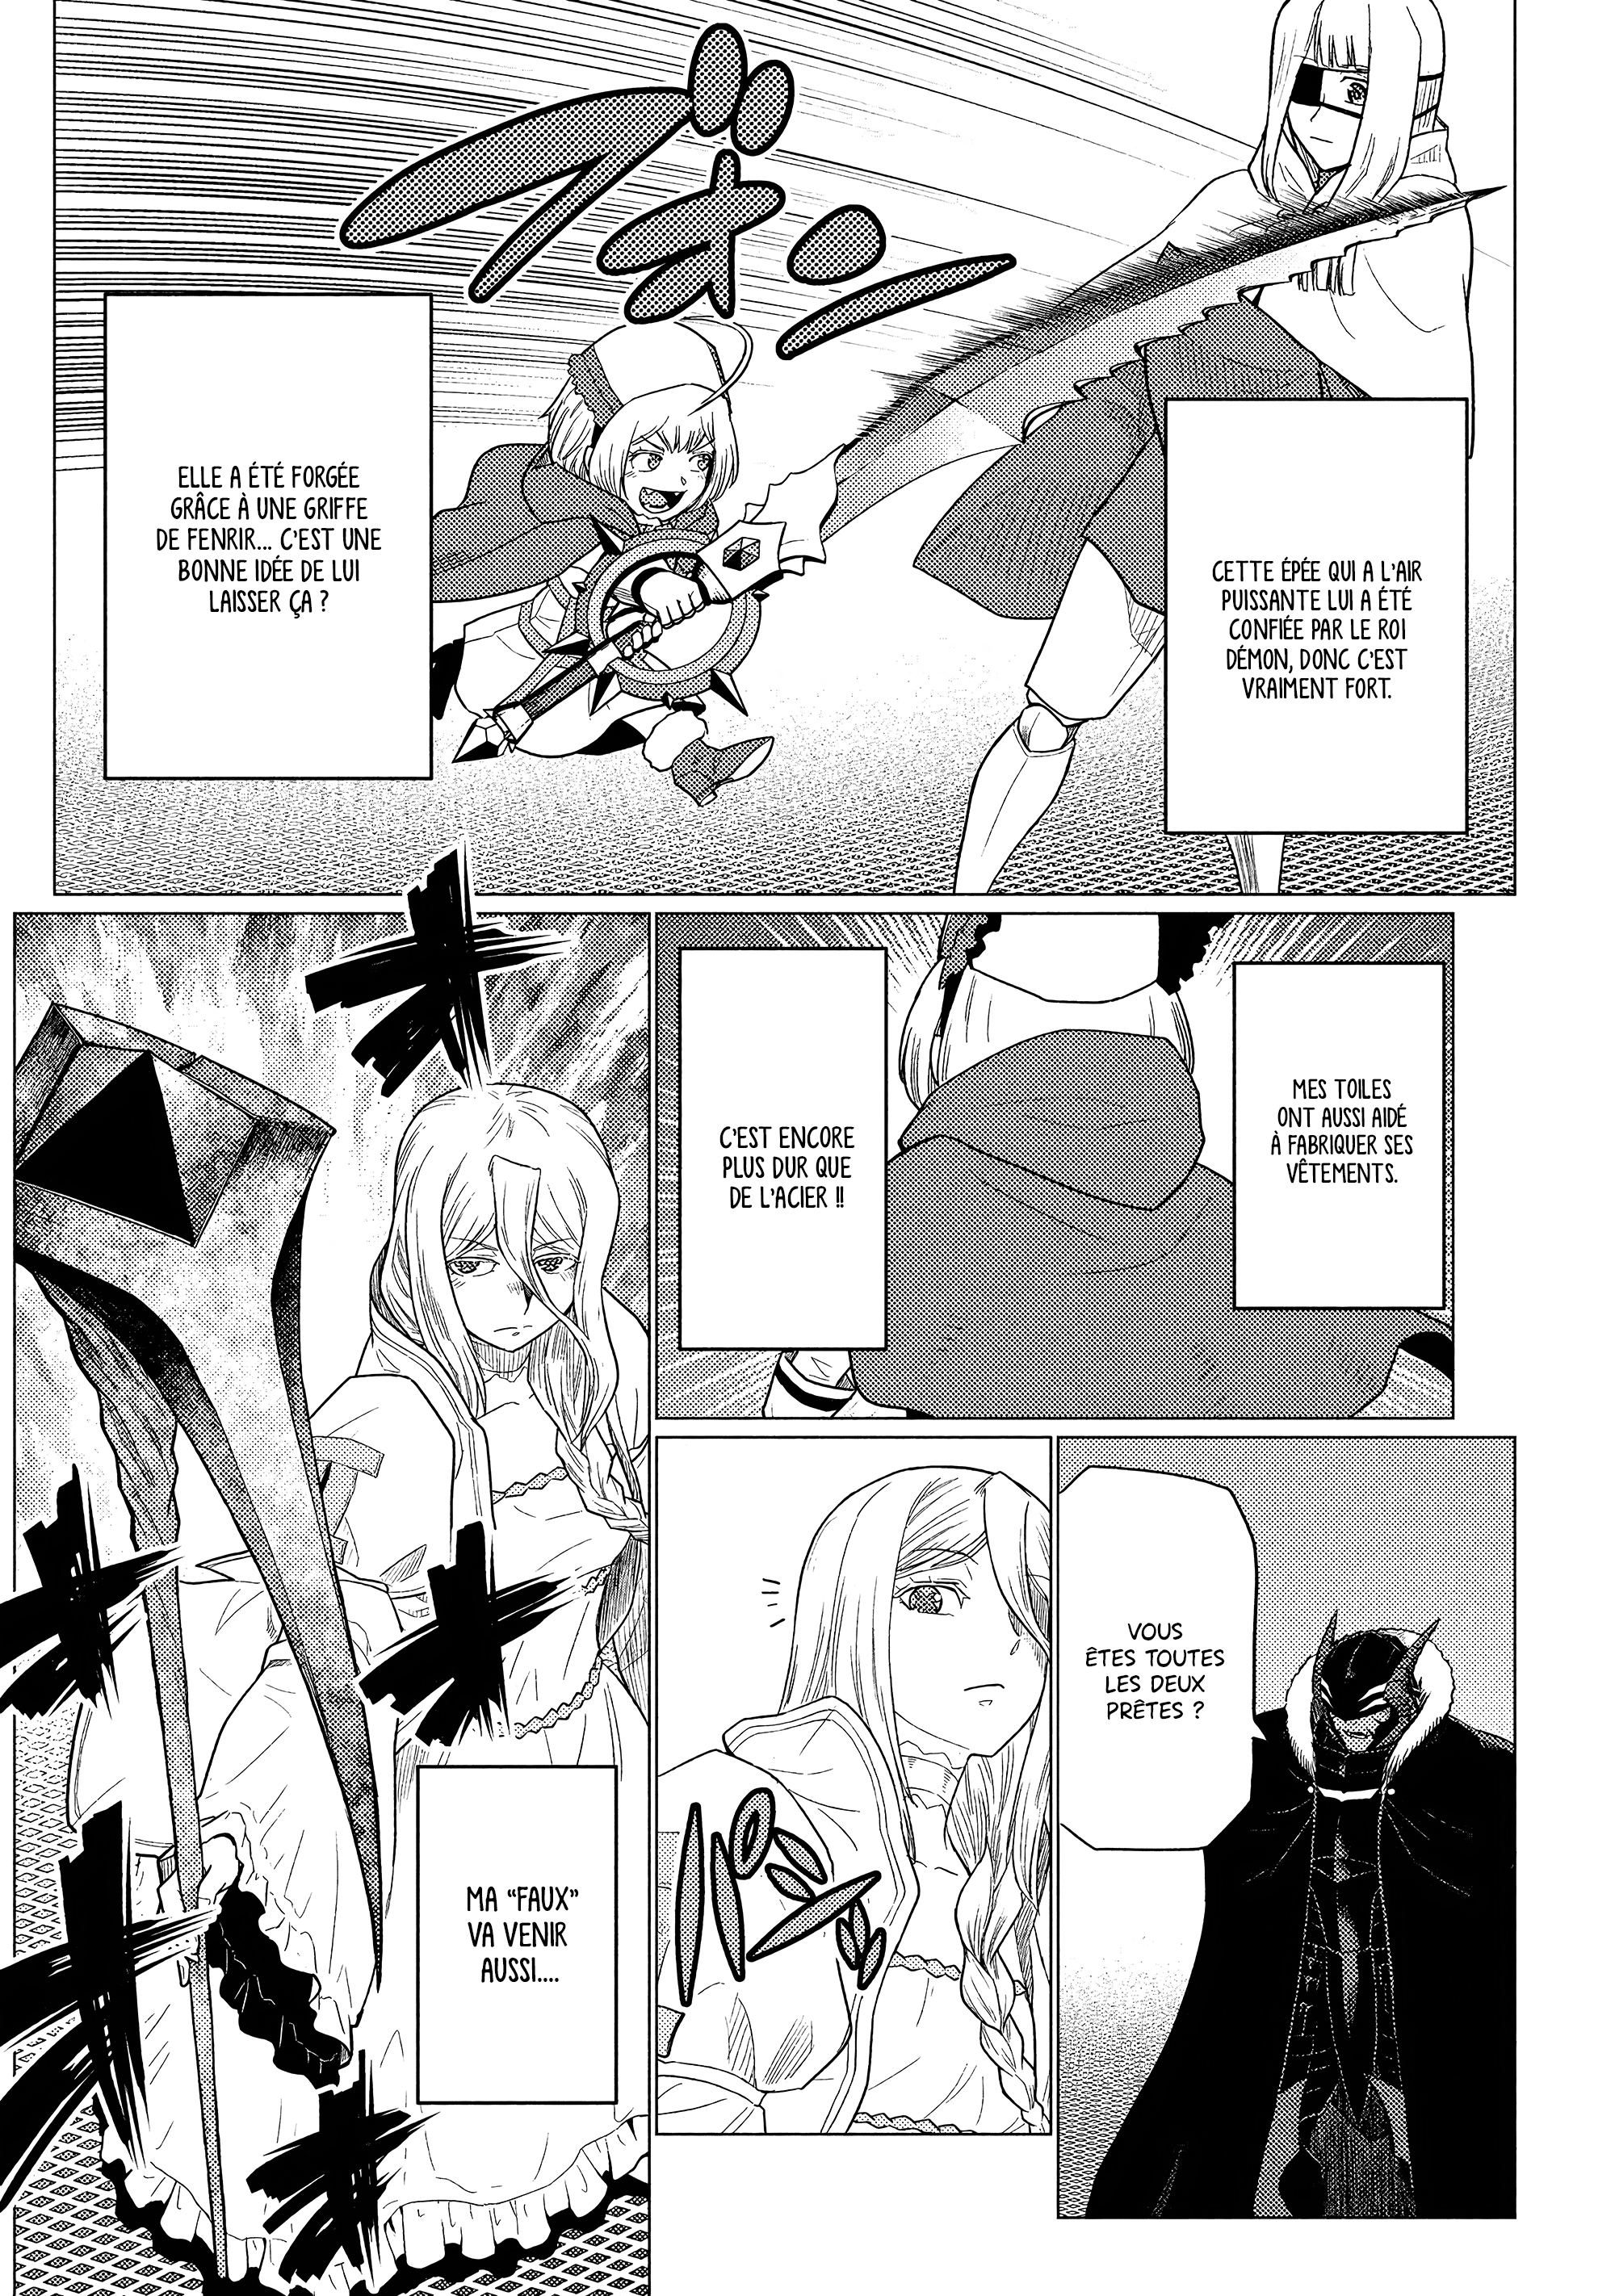 グオン
CETTE ÉPÉE QUI A L'AIR
PUISSANTE LUI A ÉTÉ
CONFIÉE PAR LE ROI
DÉMON, DONC C'EST
VRAIMENT FORT.
ELLE A ÉTÉ FORGÉE
GRÂCE À UNE GRIFFE
DE FENRIR... C'EST UNE
BONNE IDÉE DE LUI
LAISSER ÇA ?
MES TOILES
ONT AUSSI AIDÉ
À FABRIQUER SES
VÊTEMENTS.
C'EST ENCORE
PLUS DUR QUE
DE L'ACIER !!
VOUS
ÊTES TOUTES
LES DEUX
PRÊTES ?
MA “FAUX”
VA VENIR
AUSSI....